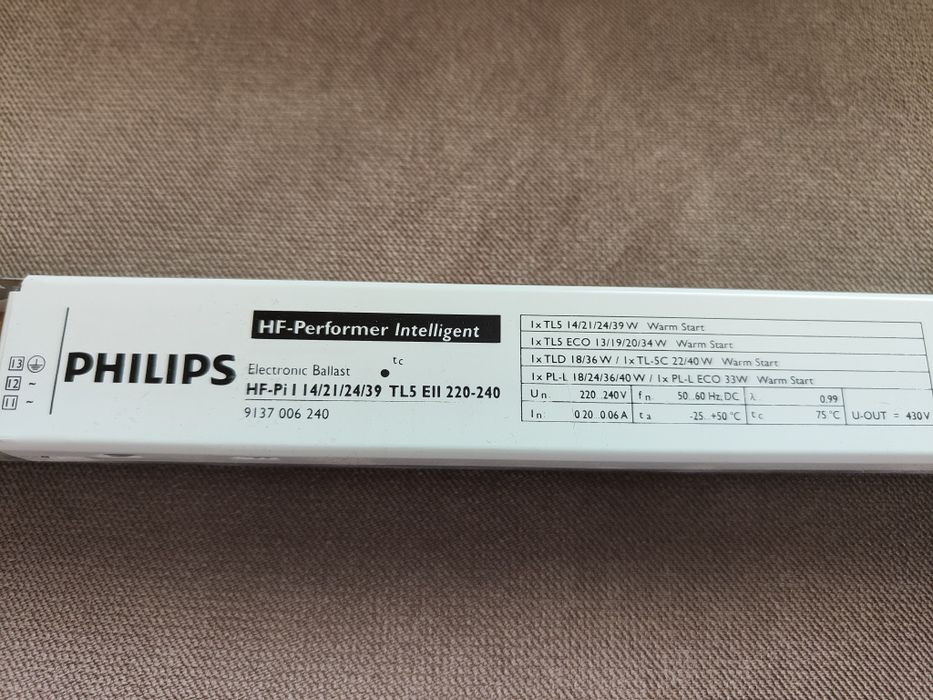 13 ⏚
12 ~
11 ~
PHILIPS
HF-Performer Intelligent
tc
Electronic Ballast
HF-Pi 1 14/21/24/39 TL5 EII 220-240
9137 006 240
1x TL5 14/21/24/39 W Warm Start
1x TL5 ECO 13/19/20/34 W Warm Start
1x TLD 18/36 W / 1x TL-SC 22/40 W Warm Start
1x PL-L 18/24/36/40 W / 1x PL-L ECO 33W Warm Start
Un. 220..240V fn. 50..60 Hz, DC λ. 0.99
In. 0.20..0.06 A ta -25..+50 °C tc 75 °C U-OUT = 430V